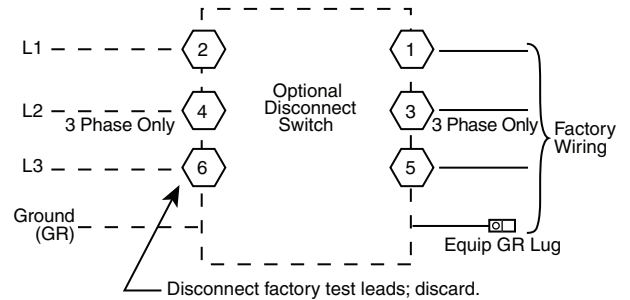 L1
2
1
L2
3 Phase Only
4
Optional
Disconnect
Switch
3
3 Phase Only
Factory
Wiring
L3
6
5
Ground
(GR)
Equip GR Lug
Disconnect factory test leads; discard.